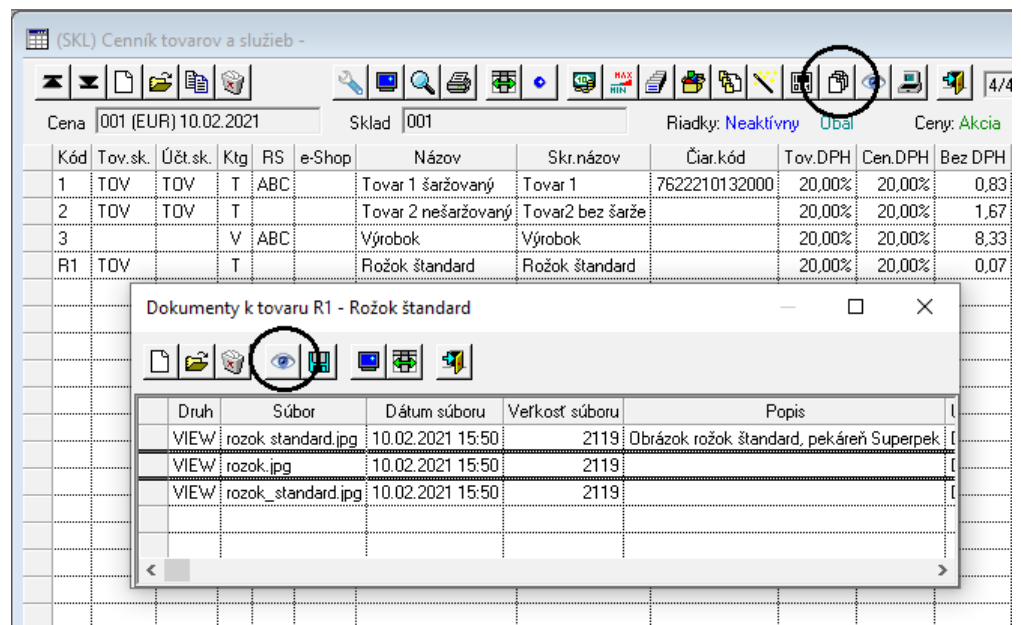 (SKL) Cenník tovarov a služieb -
MAX
MIN
4/4
Cena 001 (EUR) 10.02.2021 Sklad 001 Riadky: Neaktívny Obal Ceny: Akcia
Kód Tov.sk. Účt.sk. Ktg RS e-Shop Názov Skr.názov Čiar.kód Tov.DPH Cen.DPH Bez DPH
1 TOV TOV T ABC Tovar 1 šaržovaný Tovar 1 7622210132000 20,00% 20,00% 0,83
2 TOV TOV T Tovar 2 nešaržovaný Tovar2 bez šarže 20,00% 20,00% 1,67
3 V ABC Výrobok Výrobok 20,00% 20,00% 8,33
R1 TOV T Rožok štandard Rožok štandard 20,00% 20,00% 0,07
Dokumenty k tovaru R1 - Rožok štandard
Druh Súbor Dátum súboru Veľkosť súboru Popis
VIEW rozok standard.jpg 10.02.2021 15:50 2119 Obrázok rožok štandard, pekáreň Superpek
VIEW rozok.jpg 10.02.2021 15:50 2119
VIEW rozok_standard.jpg 10.02.2021 15:50 2119